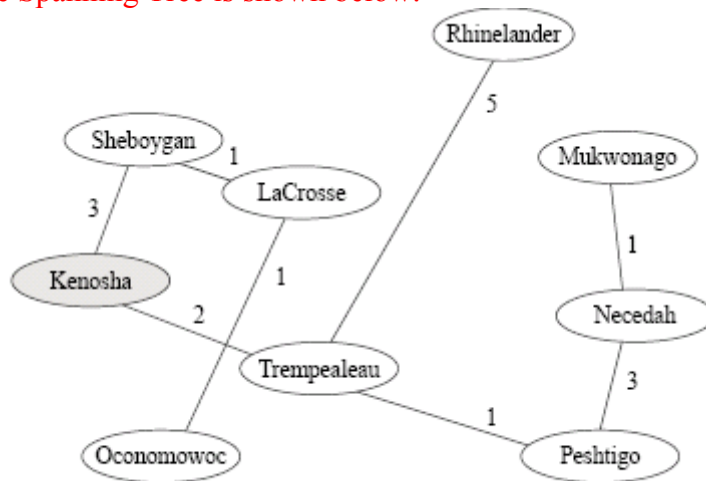 e Spanning Tree is shown below:
Rhinelander
5
Sheboygan
1
Mukwonago
LaCrosse
3
1
Kenosha
1
2
Necedah
Trempealeau
3
1
Oconomowoc
Peshtigo